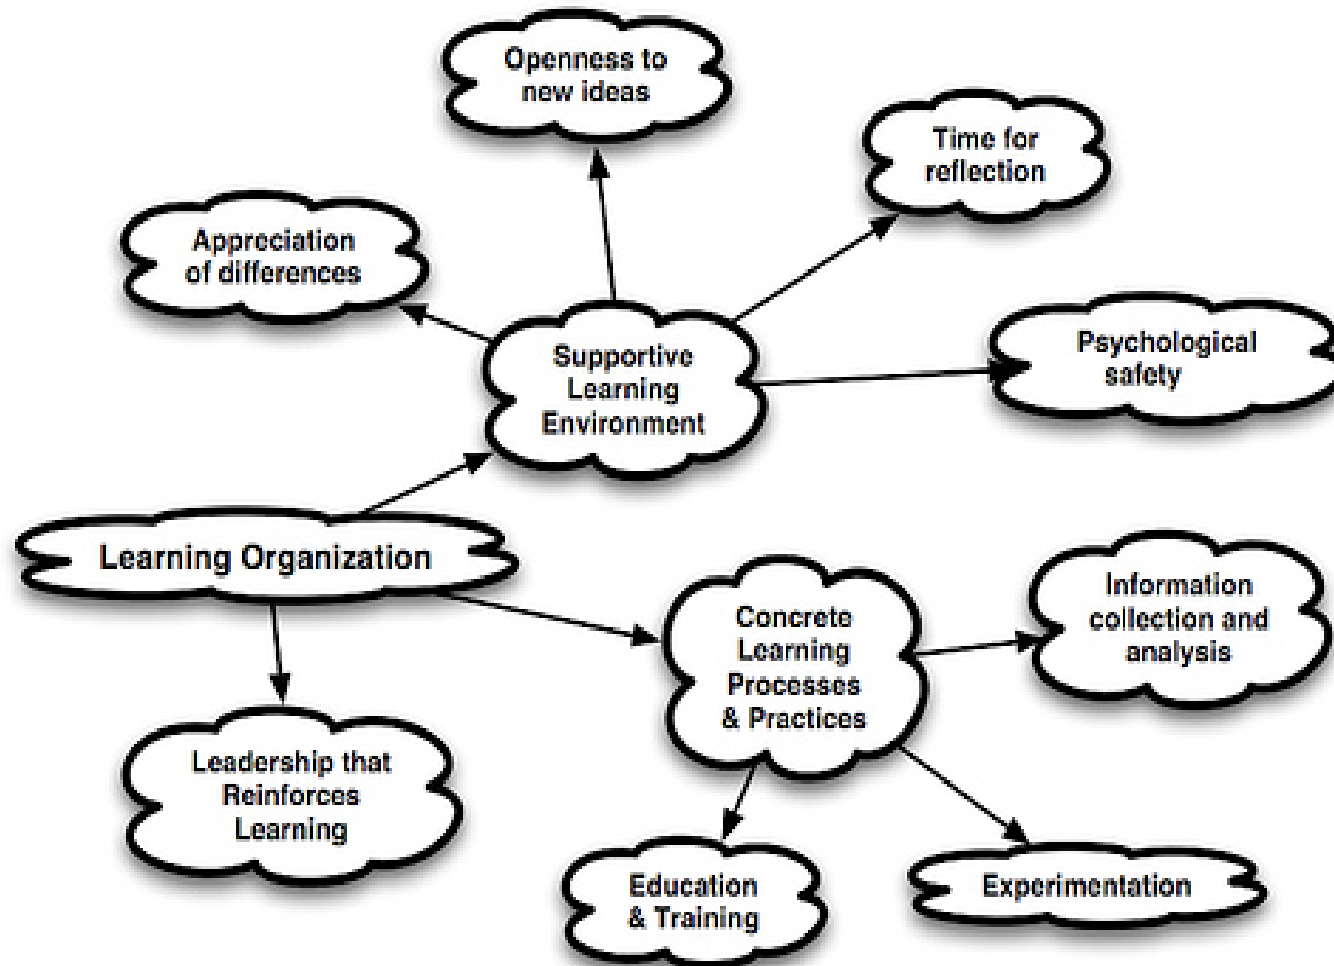 Openness to
new ideas
Time for
reflection
Appreciation
of differences
Psychological
safety
Supportive
Learning
Environment
Learning Organization
Concrete
Learning
Processes
& Practices
Information
collection and
analysis
Leadership that
Reinforces
Learning
Education
& Training
Experimentation